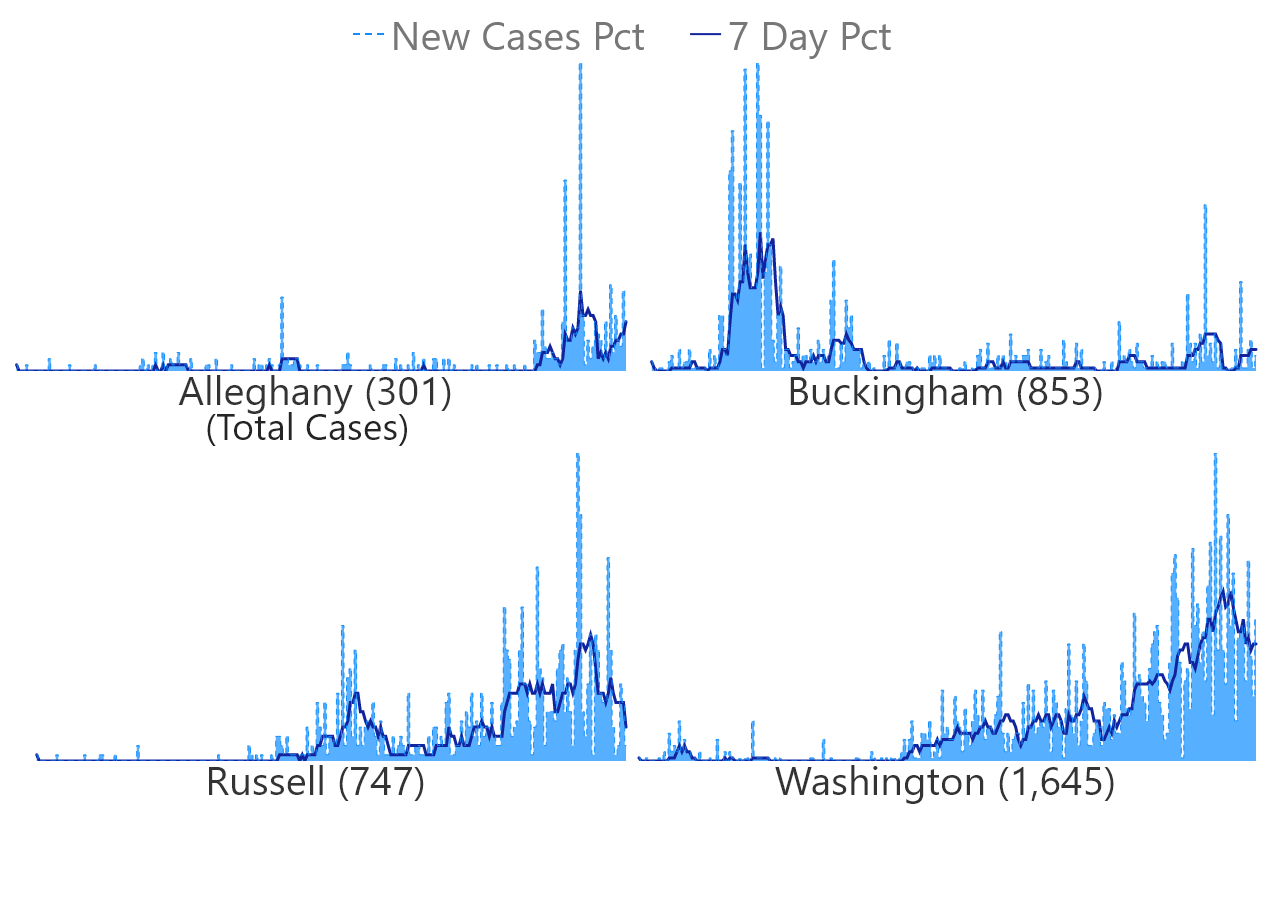 New Cases Pct 7 Day Pct
Alleghany (301) Buckingham (853)
(Total Cases)
Russell (747) Washington (1,645)